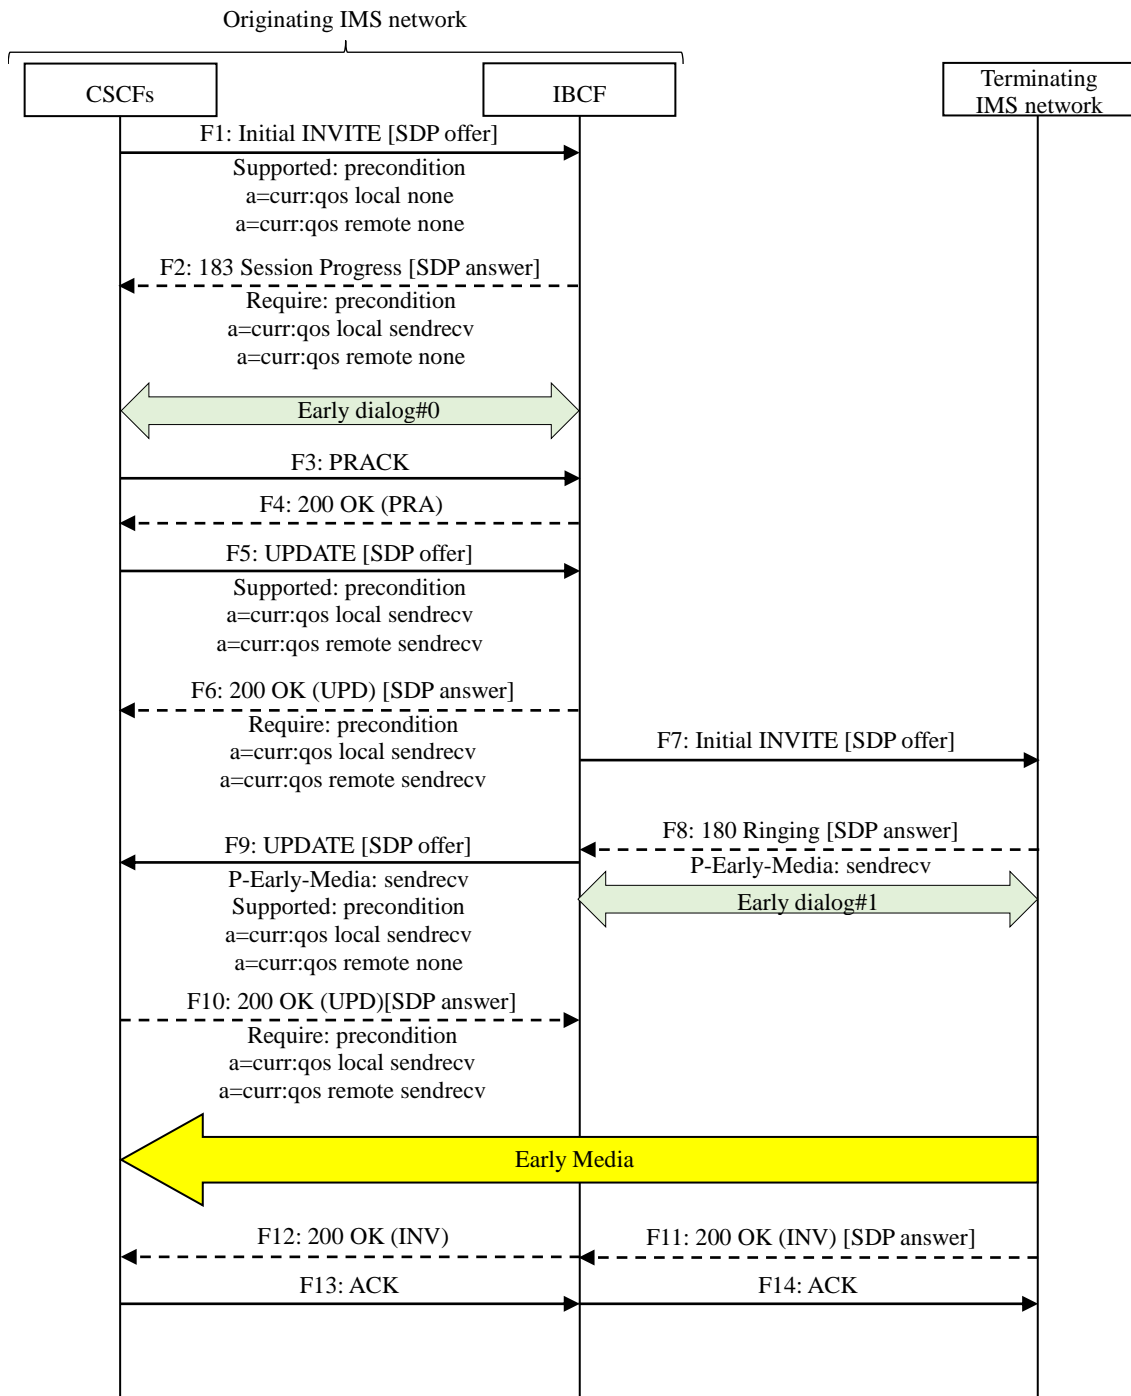 Originating IMS network
CSCFs
IBCF
Terminating
IMS network
F1: Initial INVITE [SDP offer]
Supported: precondition
a=curr:qos local none
a=curr:qos remote none
F2: 183 Session Progress [SDP answer]
Require: precondition
a=curr:qos local sendrecv
a=curr:qos remote none
Early dialog#0
F3: PRACK
F4: 200 OK (PRA)
F5: UPDATE [SDP offer]
Supported: precondition
a=curr:qos local sendrecv
a=curr:qos remote sendrecv
F6: 200 OK (UPD) [SDP answer]
Require: precondition
a=curr:qos local sendrecv
a=curr:qos remote sendrecv
F7: Initial INVITE [SDP offer]
F8: 180 Ringing [SDP answer]
P-Early-Media: sendrecv
Early dialog#1
F9: UPDATE [SDP offer]
P-Early-Media: sendrecv
Supported: precondition
a=curr:qos local sendrecv
a=curr:qos remote none
F10: 200 OK (UPD)[SDP answer]
Require: precondition
a=curr:qos local sendrecv
a=curr:qos remote sendrecv
Early Media
F12: 200 OK (INV)
F11: 200 OK (INV) [SDP answer]
F13: ACK
F14: ACK